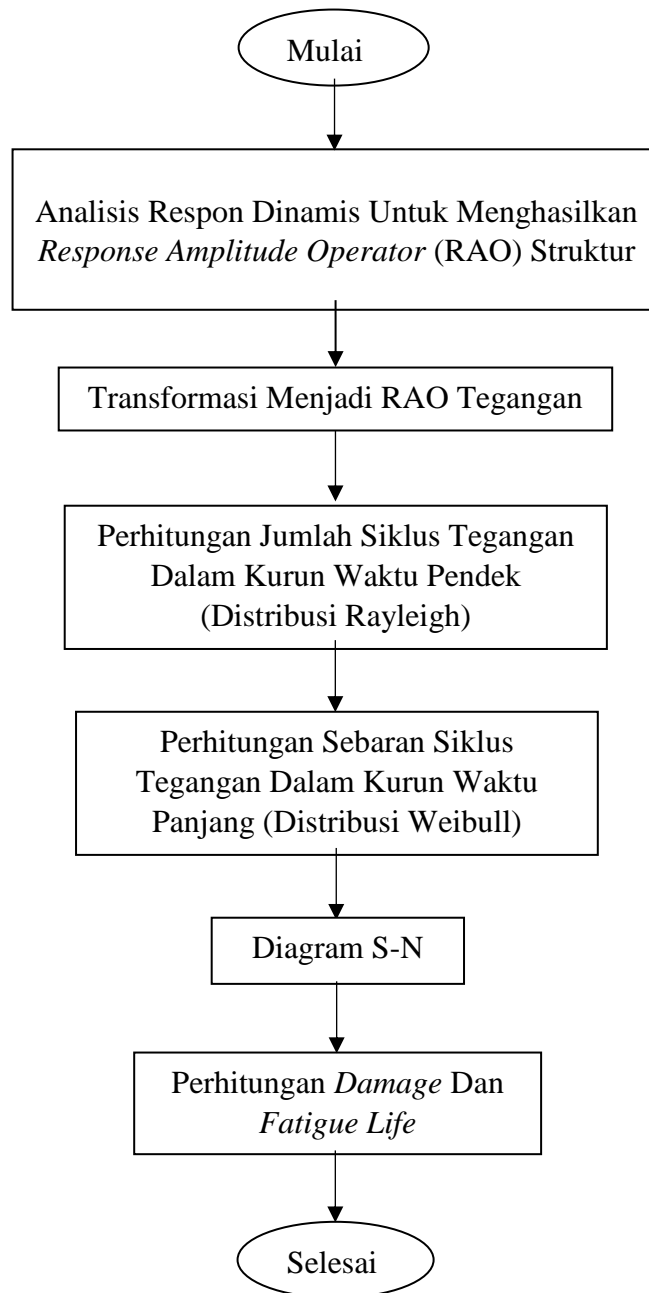 Mulai
Analisis Respon Dinamis Untuk Menghasilkan
Response Amplitude Operator (RAO) Struktur
Transformasi Menjadi RAO Tegangan
Perhitungan Jumlah Siklus Tegangan
Dalam Kurun Waktu Pendek
(Distribusi Rayleigh)
Perhitungan Sebaran Siklus
Tegangan Dalam Kurun Waktu
Panjang (Distribusi Weibull)
Diagram S-N
Perhitungan Damage Dan
Fatigue Life
Selesai